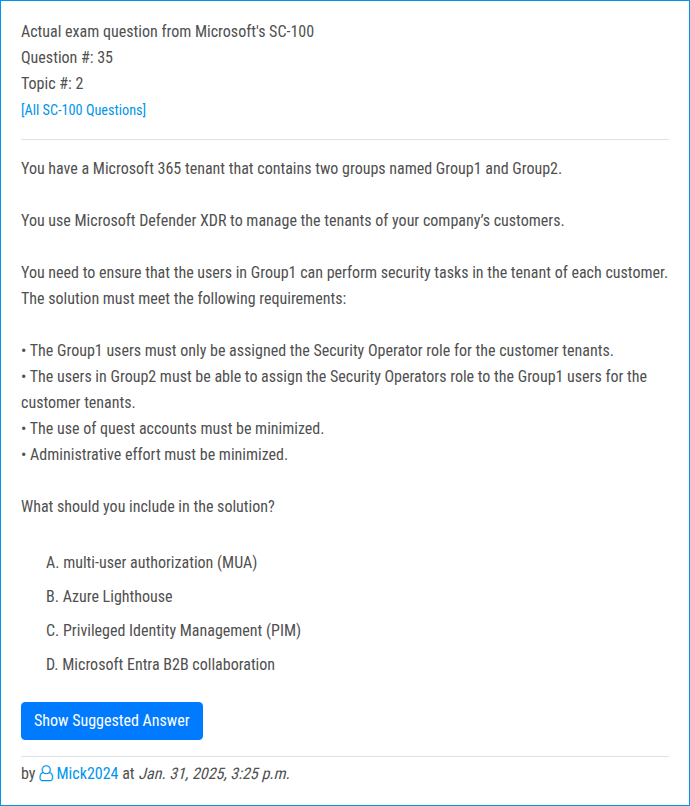 Actual exam question from Microsoft's SC-100
Question #: 35
Topic #: 2
[All SC-100 Questions]
You have a Microsoft 365 tenant that contains two groups named Group1 and Group2.
You use Microsoft Defender XDR to manage the tenants of your company’s customers.
You need to ensure that the users in Group1 can perform security tasks in the tenant of each customer.
The solution must meet the following requirements:
• The Group1 users must only be assigned the Security Operator role for the customer tenants.
• The users in Group2 must be able to assign the Security Operators role to the Group1 users for the
customer tenants.
• The use of quest accounts must be minimized.
• Administrative effort must be minimized.
What should you include in the solution?
A. multi-user authorization (MUA)
B. Azure Lighthouse
C. Privileged Identity Management (PIM)
D. Microsoft Entra B2B collaboration
Show Suggested Answer
by Mick2024 at Jan. 31, 2025, 3:25 p.m.